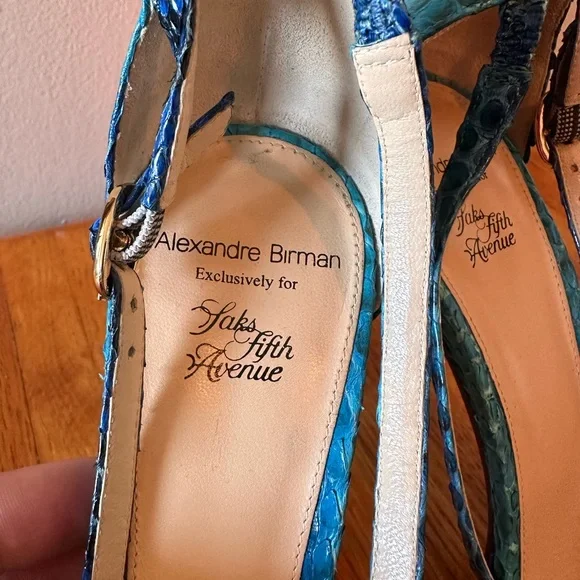 Alexandre Birman
Exclusively for
Saks
Fifth
Avenue
Saks
Fifth
Avenue